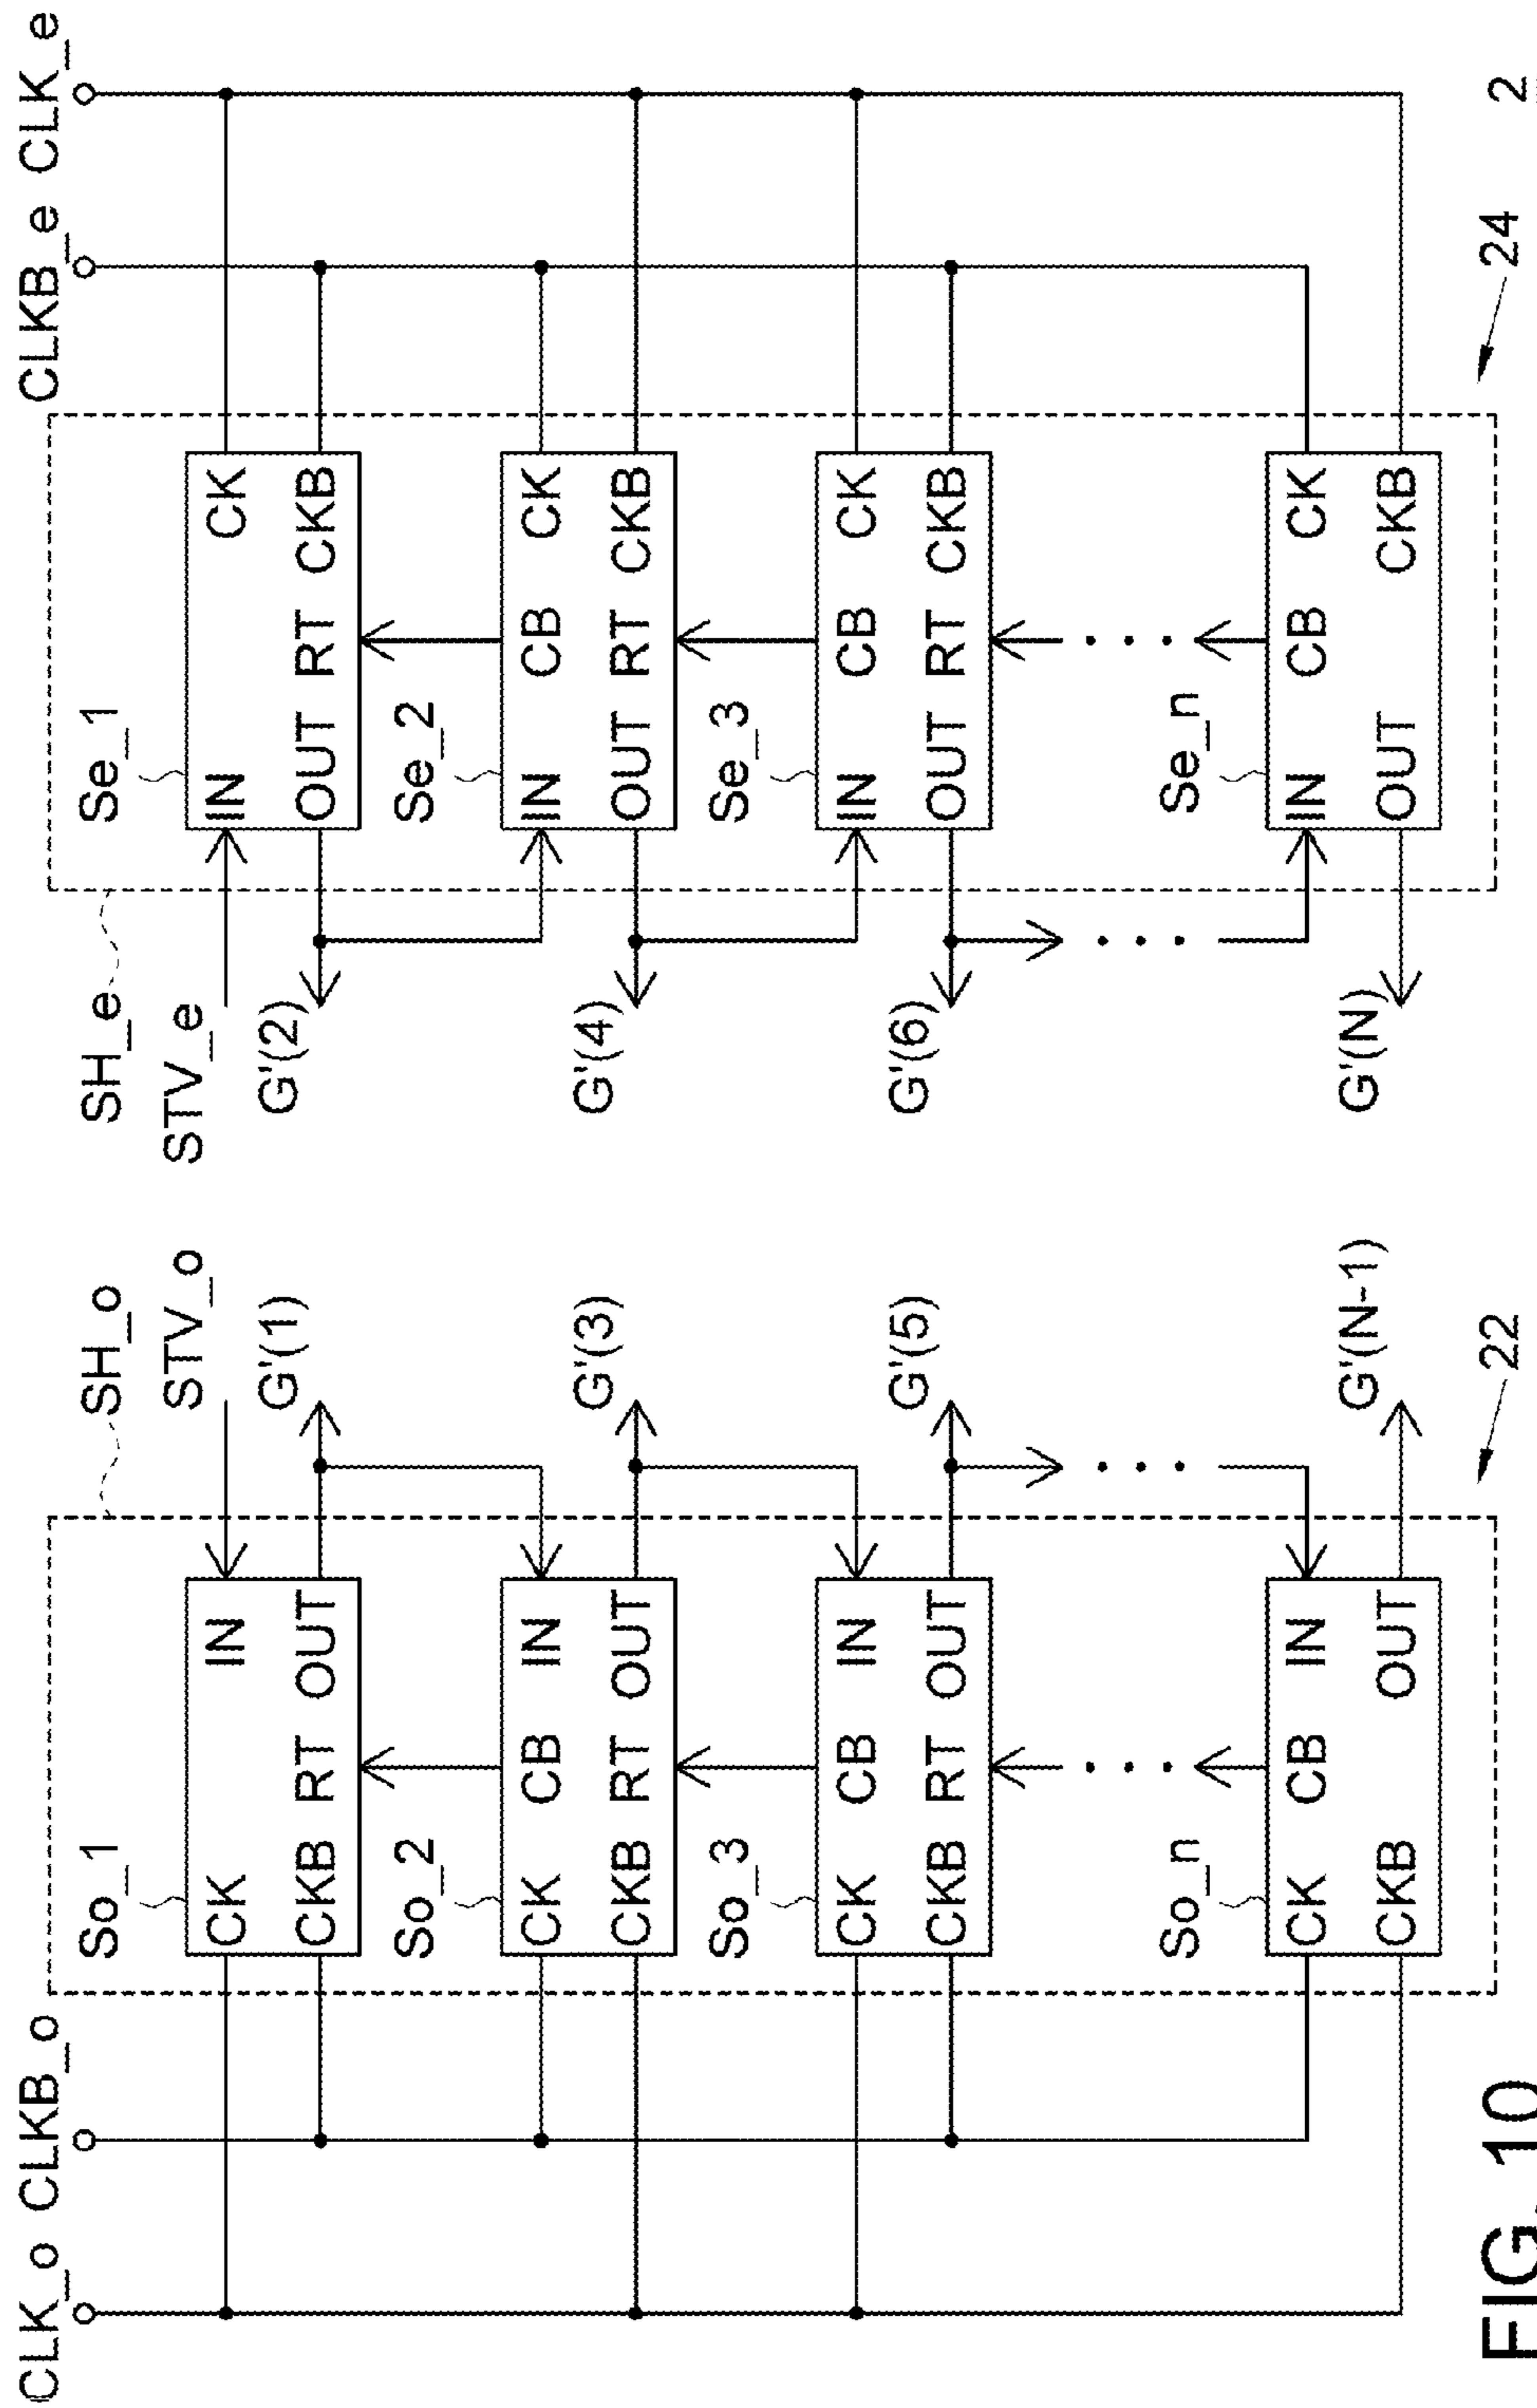 CLK_o CLKB_o
SH_o
STV_o
So_1
CK IN
CKB RT OUT
G'(1)
So_2
CK CB IN
CKB RT OUT
G'(3)
So_3
CK CB IN
CKB RT OUT
G'(5)
. . .
. . .
So_n
CK CB IN
CKB OUT
G'(N-1)
22
CLKB_e CLK_e
SH_e
STV_e
Se_1
IN CK
OUT RT CKB
G'(2)
Se_2
IN CB CK
OUT RT CKB
G'(4)
Se_3
IN CB CK
OUT RT CKB
G'(6)
. . .
. . .
Se_n
IN CB CK
OUT CKB
G'(N)
24
2
FIG. 10